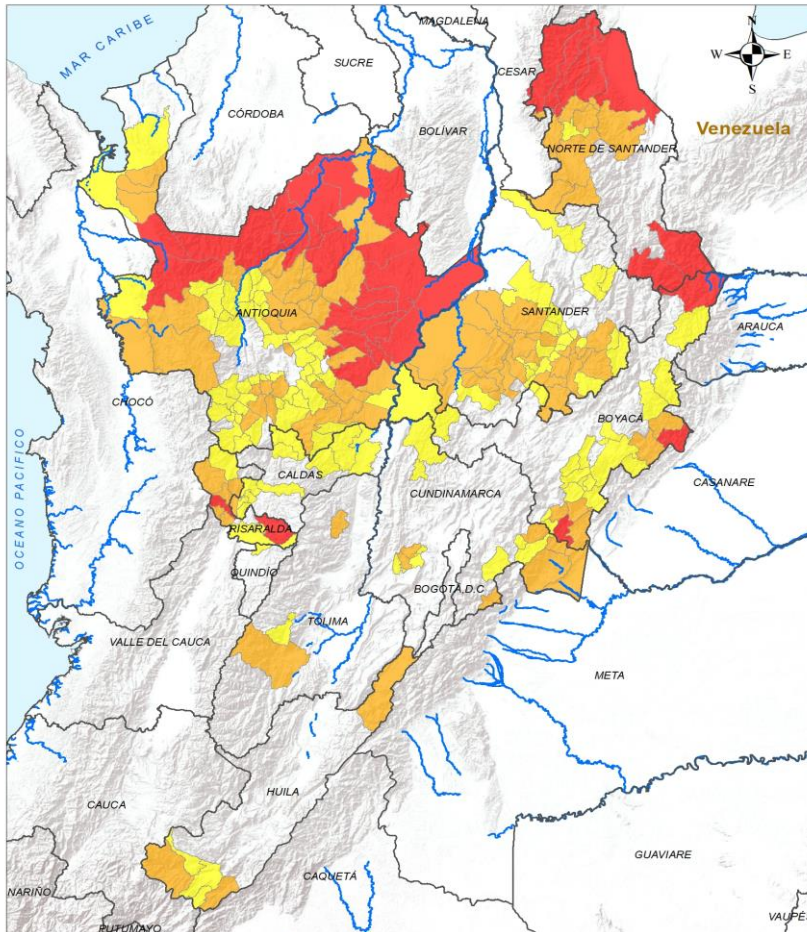 MAGDALENA
N
W E
S
MAR CARIBE
SUCRE
CESAR
CÓRDOBA
BOLÍVAR
Venezuela
NORTE DE SANTANDER
ANTIOQUIA
SANTANDER
ARAUCA
CHOCÓ
BOYACÁ
OCEANO PACIFICO
CALDAS
CUNDINAMARCA
CASANARE
RISARALDA
QUINDÍO
BOGOTÁ, D.C
TOLIMA
VALLE DEL CAUCA
META
HUILA
CAUCA
GUAVIARE
CAQUETÁ
NARIÑO
VAUPÉS
PUTUMAYO